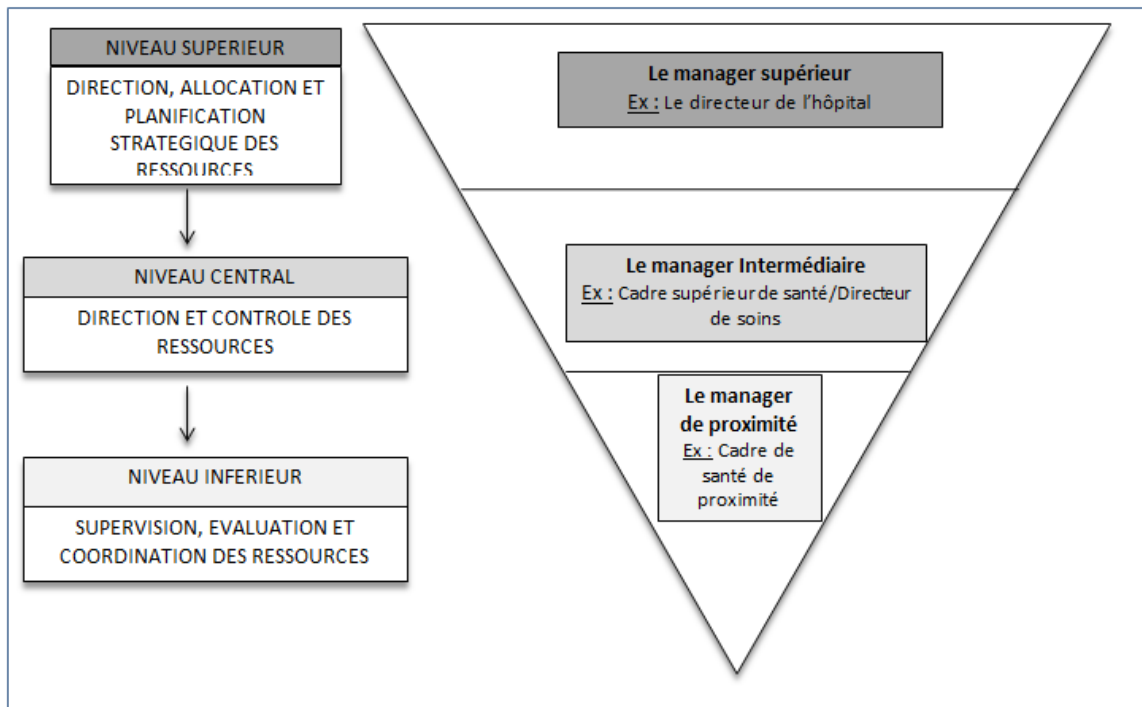 NIVEAU SUPERIEUR
DIRECTION, ALLOCATION ET
PLANIFICATION
STRATEGIQUE DES
RESSOURCES
NIVEAU CENTRAL
DIRECTION ET CONTROLE DES
RESSOURCES
NIVEAU INFERIEUR
SUPERVISION, EVALUATION ET
COORDINATION DES RESSOURCES
Le manager supérieur
Ex : Le directeur de l’hôpital
Le manager Intermédiaire
Ex : Cadre supérieur de santé/Directeur
de soins
Le manager
de proximité
Ex : Cadre de
santé de
proximité